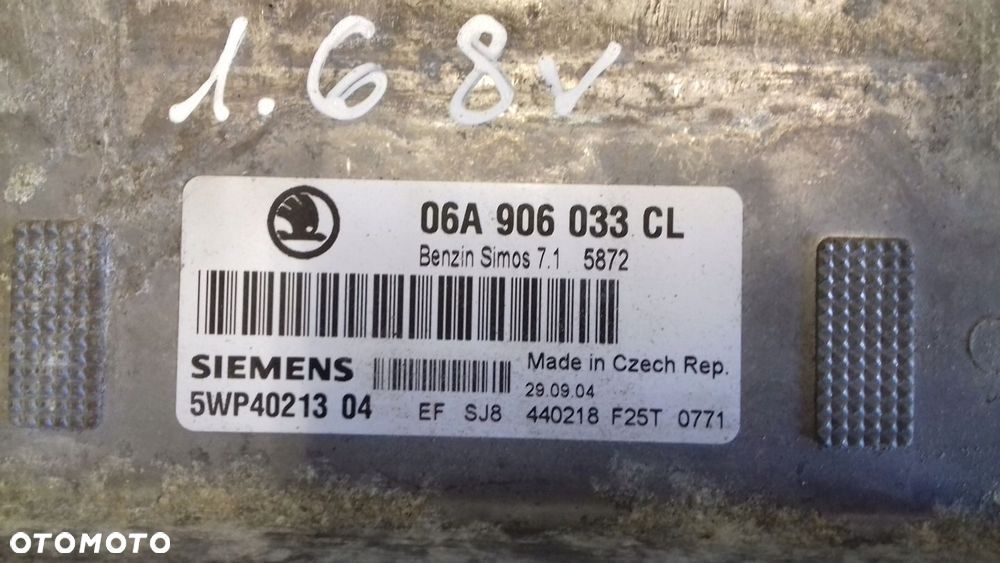 1.6 8v
06A 906 033 CL
Benzin Simos 7.1 5872
SIEMENS
Made in Czech Rep.
29.09.04
5WP40213 04
EF SJ8 440218 F25T 0771
OTOMOTO